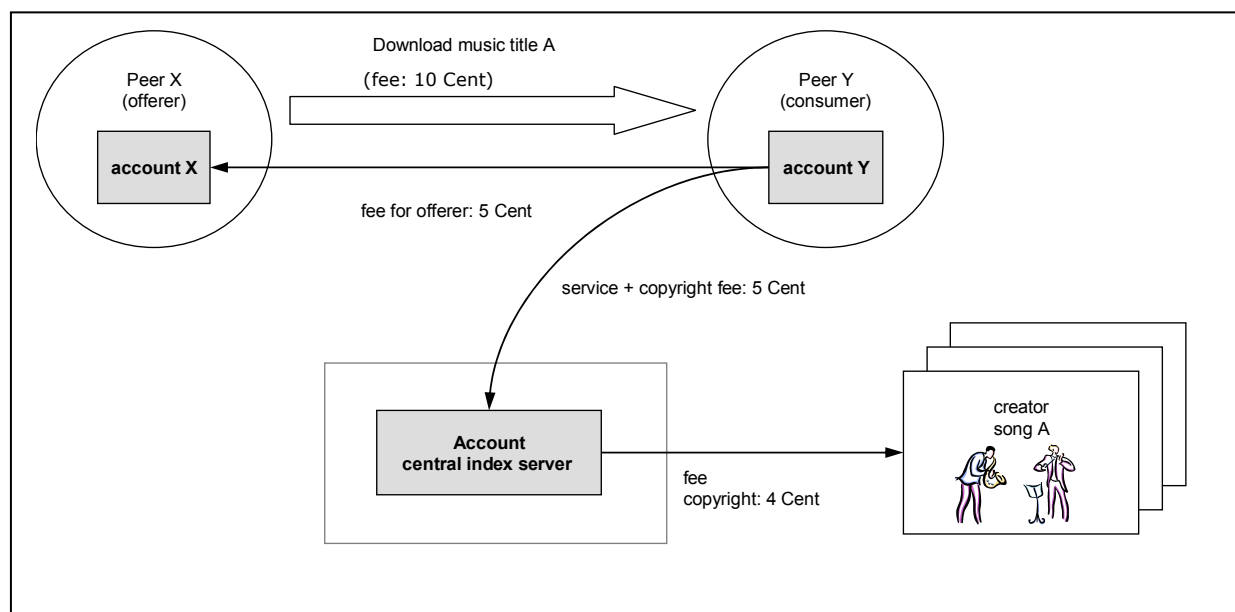 Download music title A
(fee: 10 Cent)
Peer X
(offerer)
Peer Y
(consumer)
account X
account Y
fee for offerer: 5 Cent
service + copyright fee: 5 Cent
Account
central index server
creator
song A
fee
copyright: 4 Cent